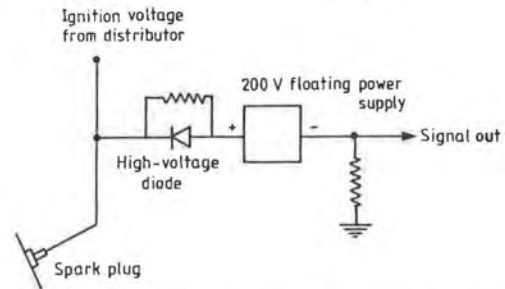 Ignition voltage
from distributor
200 V floating power
supply
+
-
Signal out
High-voltage
diode
Spark plug